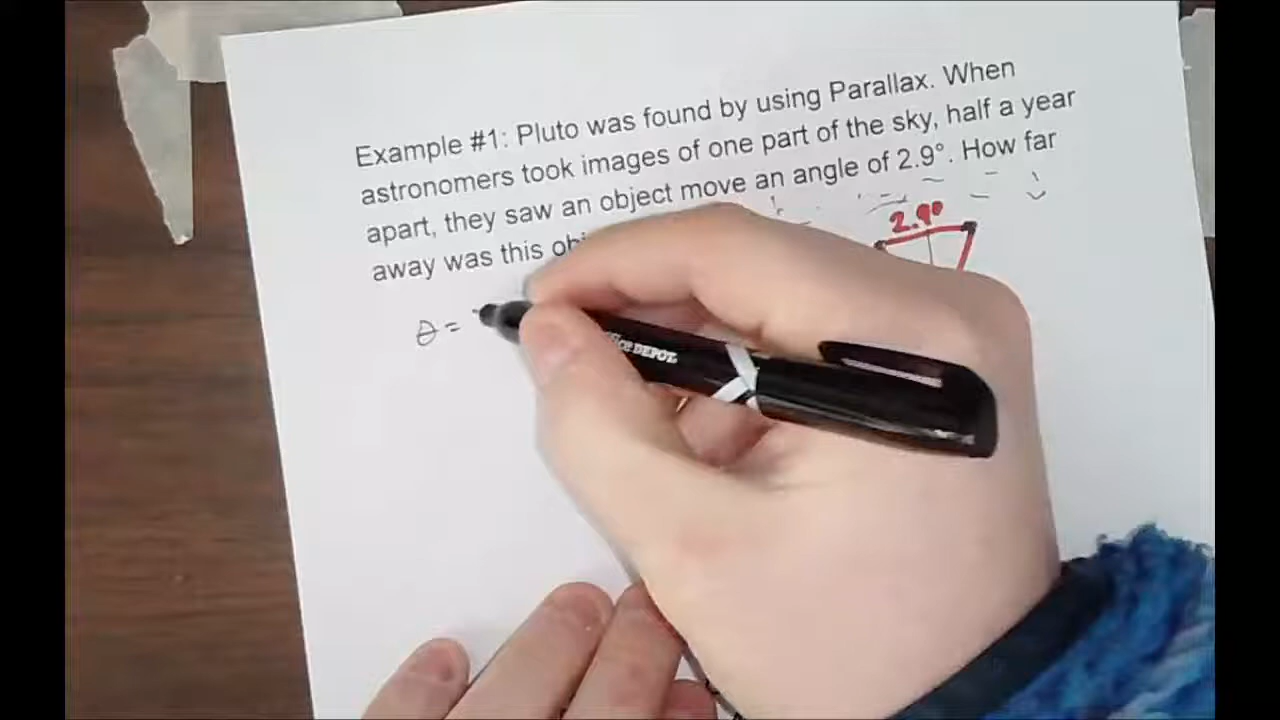 Example #1: Pluto was found by using Parallax. When
astronomers took images of one part of the sky, half a year
apart, they saw an object move an angle of 2.9°. How far
away was this
2.9°
θ =
DEPOT